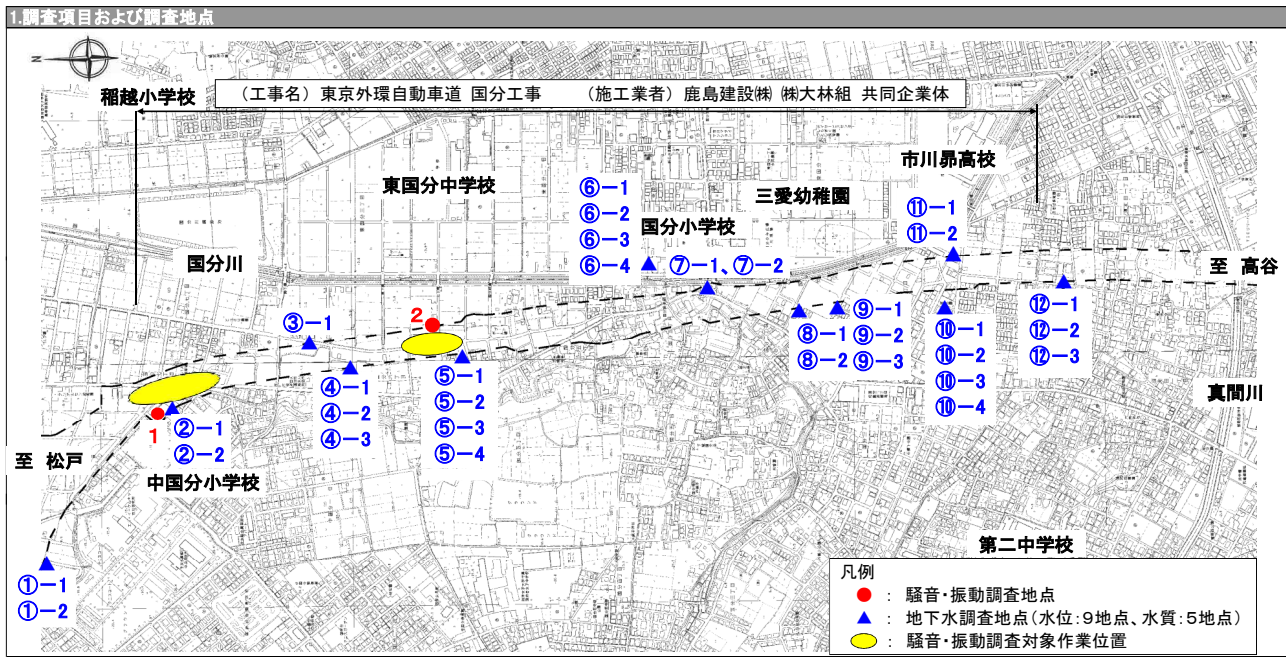 1.調査項目および調査地点
N
稲越小学校
(工事名) 東京外環自動車道 国分工事 (施工業者) 鹿島建設㈱ ㈱大林組 共同企業体
市川昴高校
東国分中学校
⑥-1
⑥-2
⑥-3
⑥-4
三愛幼稚園
国分小学校
⑪-1
⑪-2
国分川
⑦-1、⑦-2
至 高谷
③-1
2
⑧-1
⑧-2
⑨-1
⑨-2
⑨-3
⑩-1
⑩-2
⑩-3
⑩-4
⑫-1
⑫-2
⑫-3
④-1
④-2
④-3
⑤-1
⑤-2
⑤-3
⑤-4
真間川
1
②-1
②-2
至 松戸
中国分小学校
第二中学校
①-1
①-2
凡例
: 騒音・振動調査地点
: 地下水調査地点(水位:9地点、水質:5地点)
: 騒音・振動調査対象作業位置